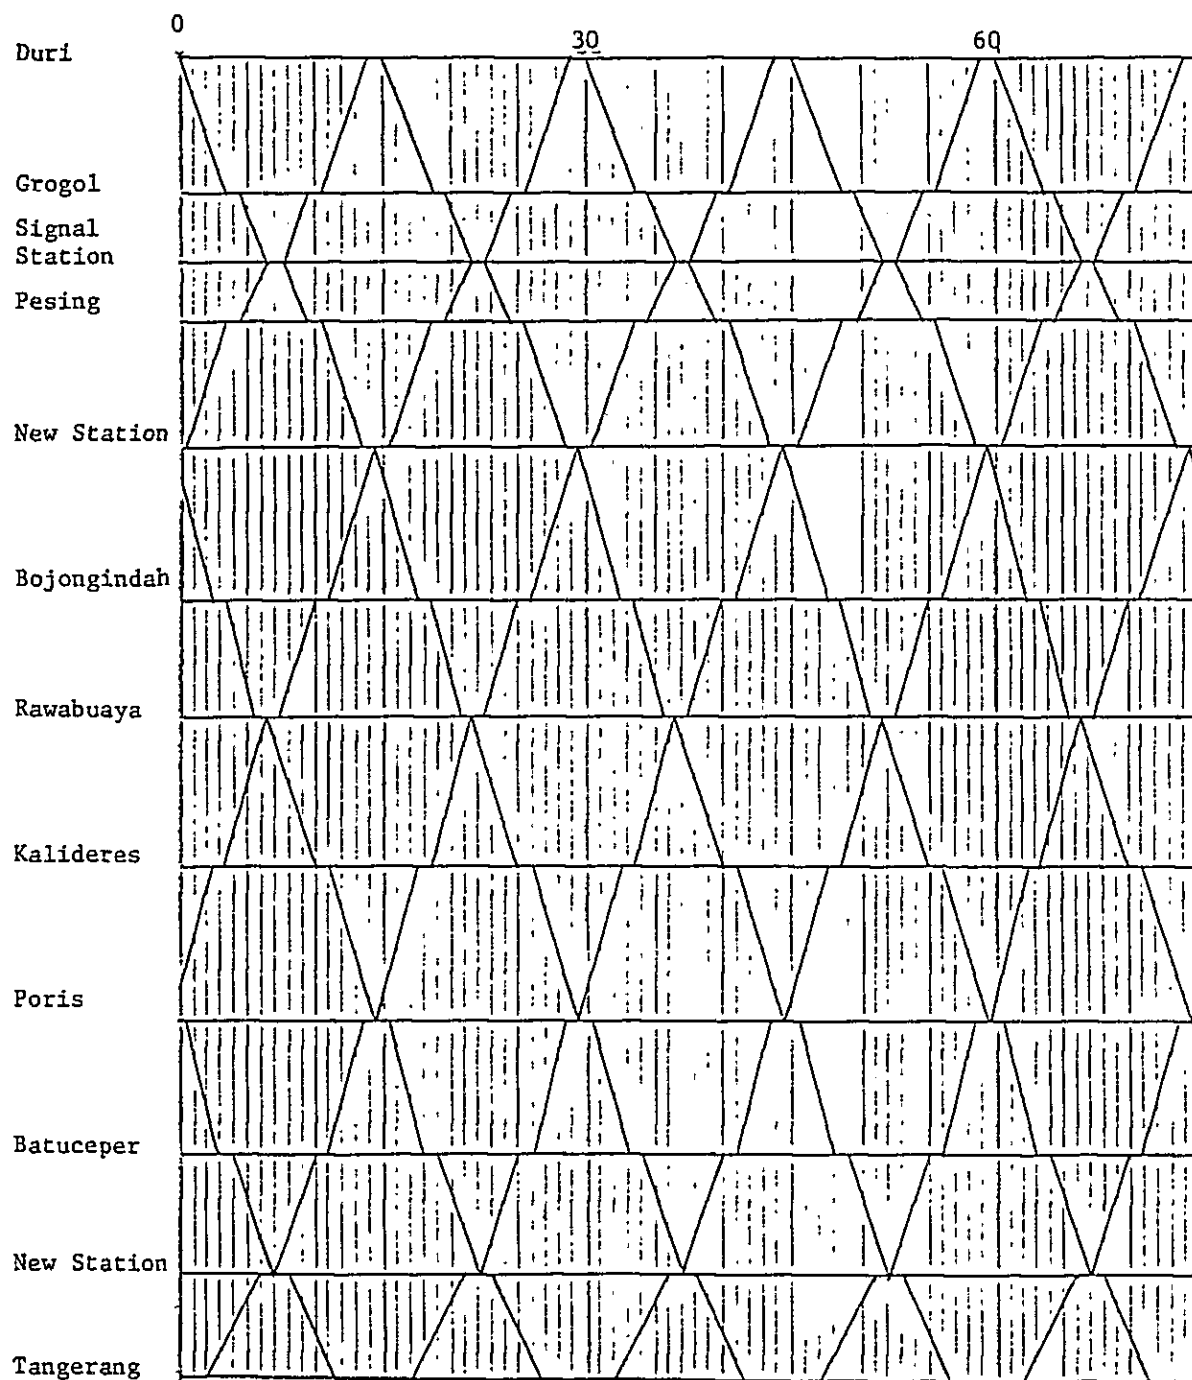 0
30
60
Duri
Grogol
Signal
Station
Pesing
New Station
Bojongindah
Rawabuaya
Kalideres
Poris
Batuceper
New Station
Tangerang